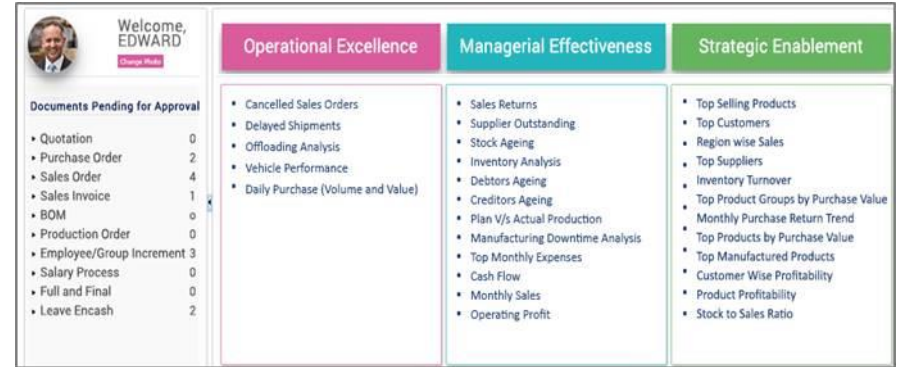 Welcome,
EDWARD
Change Photo
Documents Pending for Approval
Quotation 0
Purchase Order 2
Sales Order 4
Sales Invoice 1
BOM o
Production Order 0
Employee/Group Increment 3
Salary Process 0
Full and Final 0
Leave Encash 2
Operational Excellence
Cancelled Sales Orders
Delayed Shipments
Offloading Analysis
Vehicle Performance
Daily Purchase (Volume and Value)
Managerial Effectiveness
Sales Returns
Supplier Outstanding
Stock Ageing
Inventory Analysis
Debtors Ageing
Creditors Ageing
Plan V/s Actual Production
Manufacturing Downtime Analysis
Top Monthly Expenses
Cash Flow
Monthly Sales
Operating Profit
Strategic Enablement
Top Selling Products
Top Customers
Region wise Sales
Top Suppliers
Inventory Turnover
Top Product Groups by Purchase Value
Monthly Purchase Return Trend
Top Products by Purchase Value
Top Manufactured Products
Customer Wise Profitability
Product Profitability
Stock to Sales Ratio